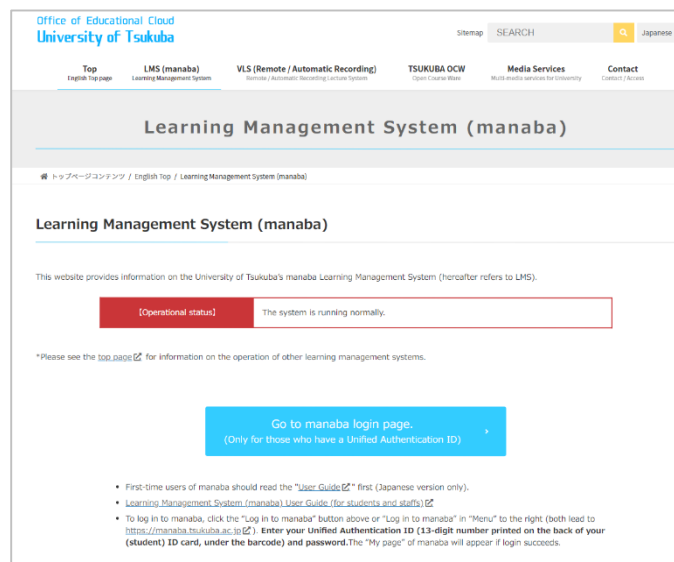 Office of Educational Cloud
University of Tsukuba
Sitemap
SEARCH
Japanese
Top
English Top page
LMS (manaba)
Learning Management System
VLS (Remote / Automatic Recording)
Remote / Automatic Recording Lecture System
TSUKUBA OCW
Open Course Ware
Media Services
Multi-media services for University
Contact
Contact / Access
Learning Management System (manaba)
トップページコンテンツ / English Top / Learning Management System (manaba)
Learning Management System (manaba)
This website provides information on the University of Tsukuba's manaba Learning Management System (hereafter refers to LMS).
【Operational status】
The system is running normally.
*Please see the top page for information on the operation of other learning management systems.
Go to manaba login page.
(Only for those who have a Unified Authentication ID)
• First-time users of manaba should read the "User Guide" first (Japanese version only).
• Learning Management System (manaba) User Guide (for students and staffs)
• To log in to manaba, click the "Log in to manaba" button above or "Log in to manaba" in "Menu" to the right (both lead to
https://manaba.tsukuba.ac.jp). Enter your Unified Authentication ID (13-digit number printed on the back of your
(student) ID card, under the barcode) and password.The "My page" of manaba will appear if login succeeds.